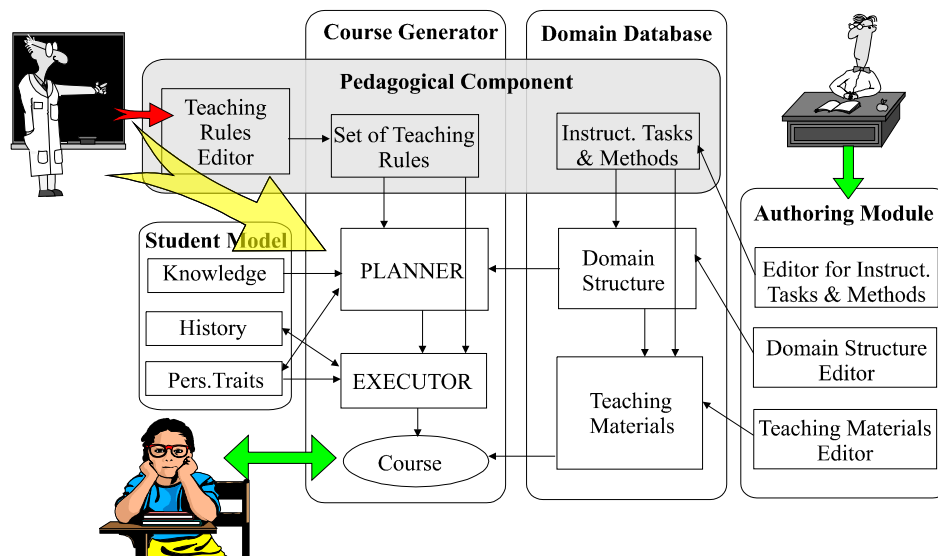 Course Generator
Domain Database
Pedagogical Component
Teaching
Rules
Editor
Set of Teaching
Rules
Instruct. Tasks
& Methods
Authoring Module
Student Model
Knowledge
PLANNER
Domain
Structure
Editor for Instruct.
Tasks & Methods
History
Domain Structure
Editor
Pers.Traits
EXECUTOR
Teaching
Materials
Teaching Materials
Editor
Course